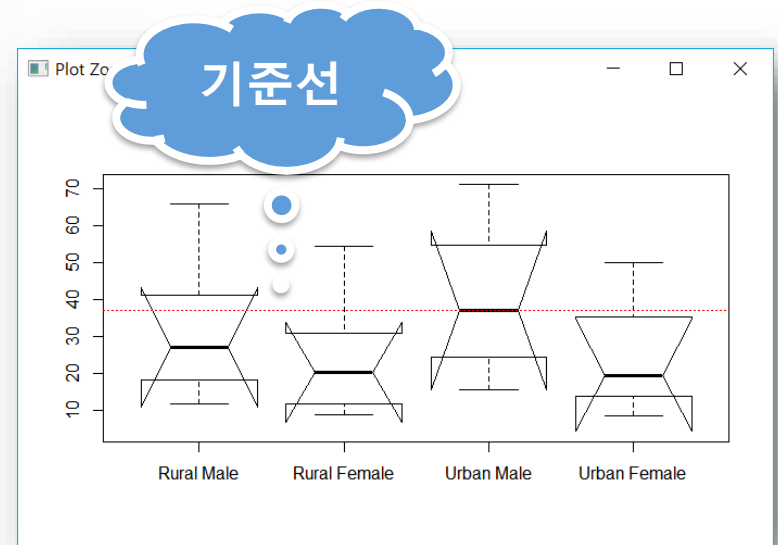 Plot Zo
기준선
70
60
50
40
30
20
10
Rural Male
Rural Female
Urban Male
Urban Female